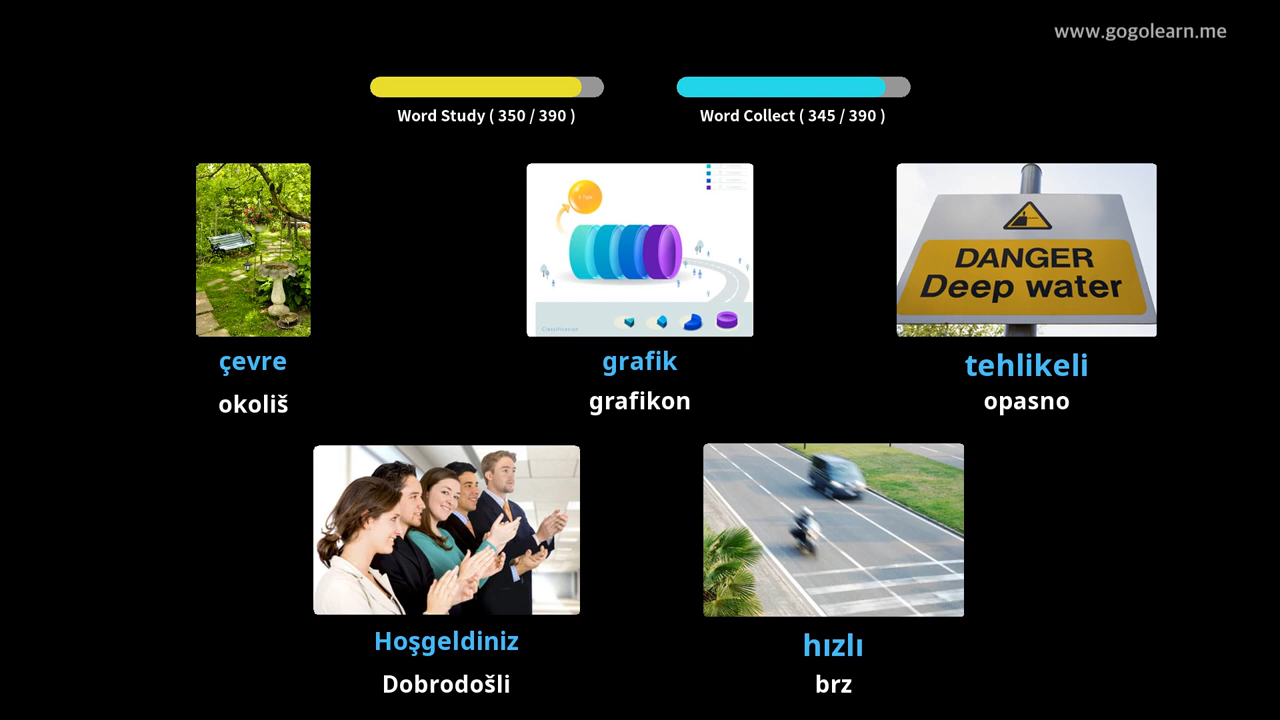 www.gogolearn.me
Word Study ( 350 / 390 )
Word Collect ( 345 / 390 )
DANGER
Deep water
Classification
çevre
grafik
tehlikeli
okoliš
grafikon
opasno
Hoşgeldiniz
hızlı
Dobrodošli
brz